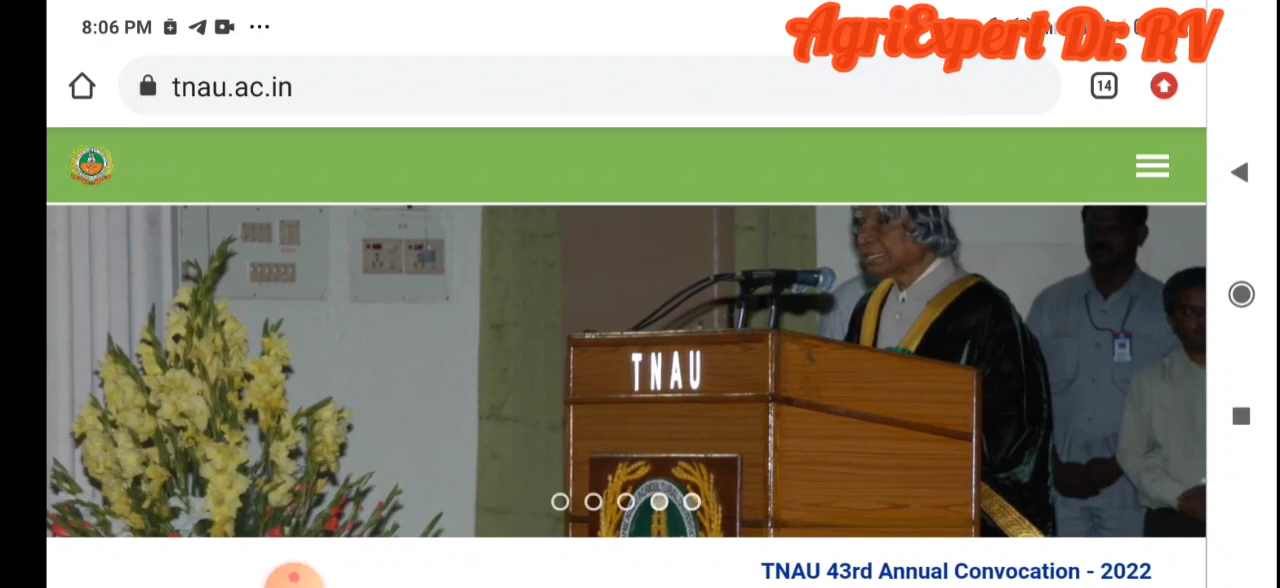 8:06 PM
AgriExpert Dr. RV
tnau.ac.in
14
TNAU
TNAU 43rd Annual Convocation - 2022